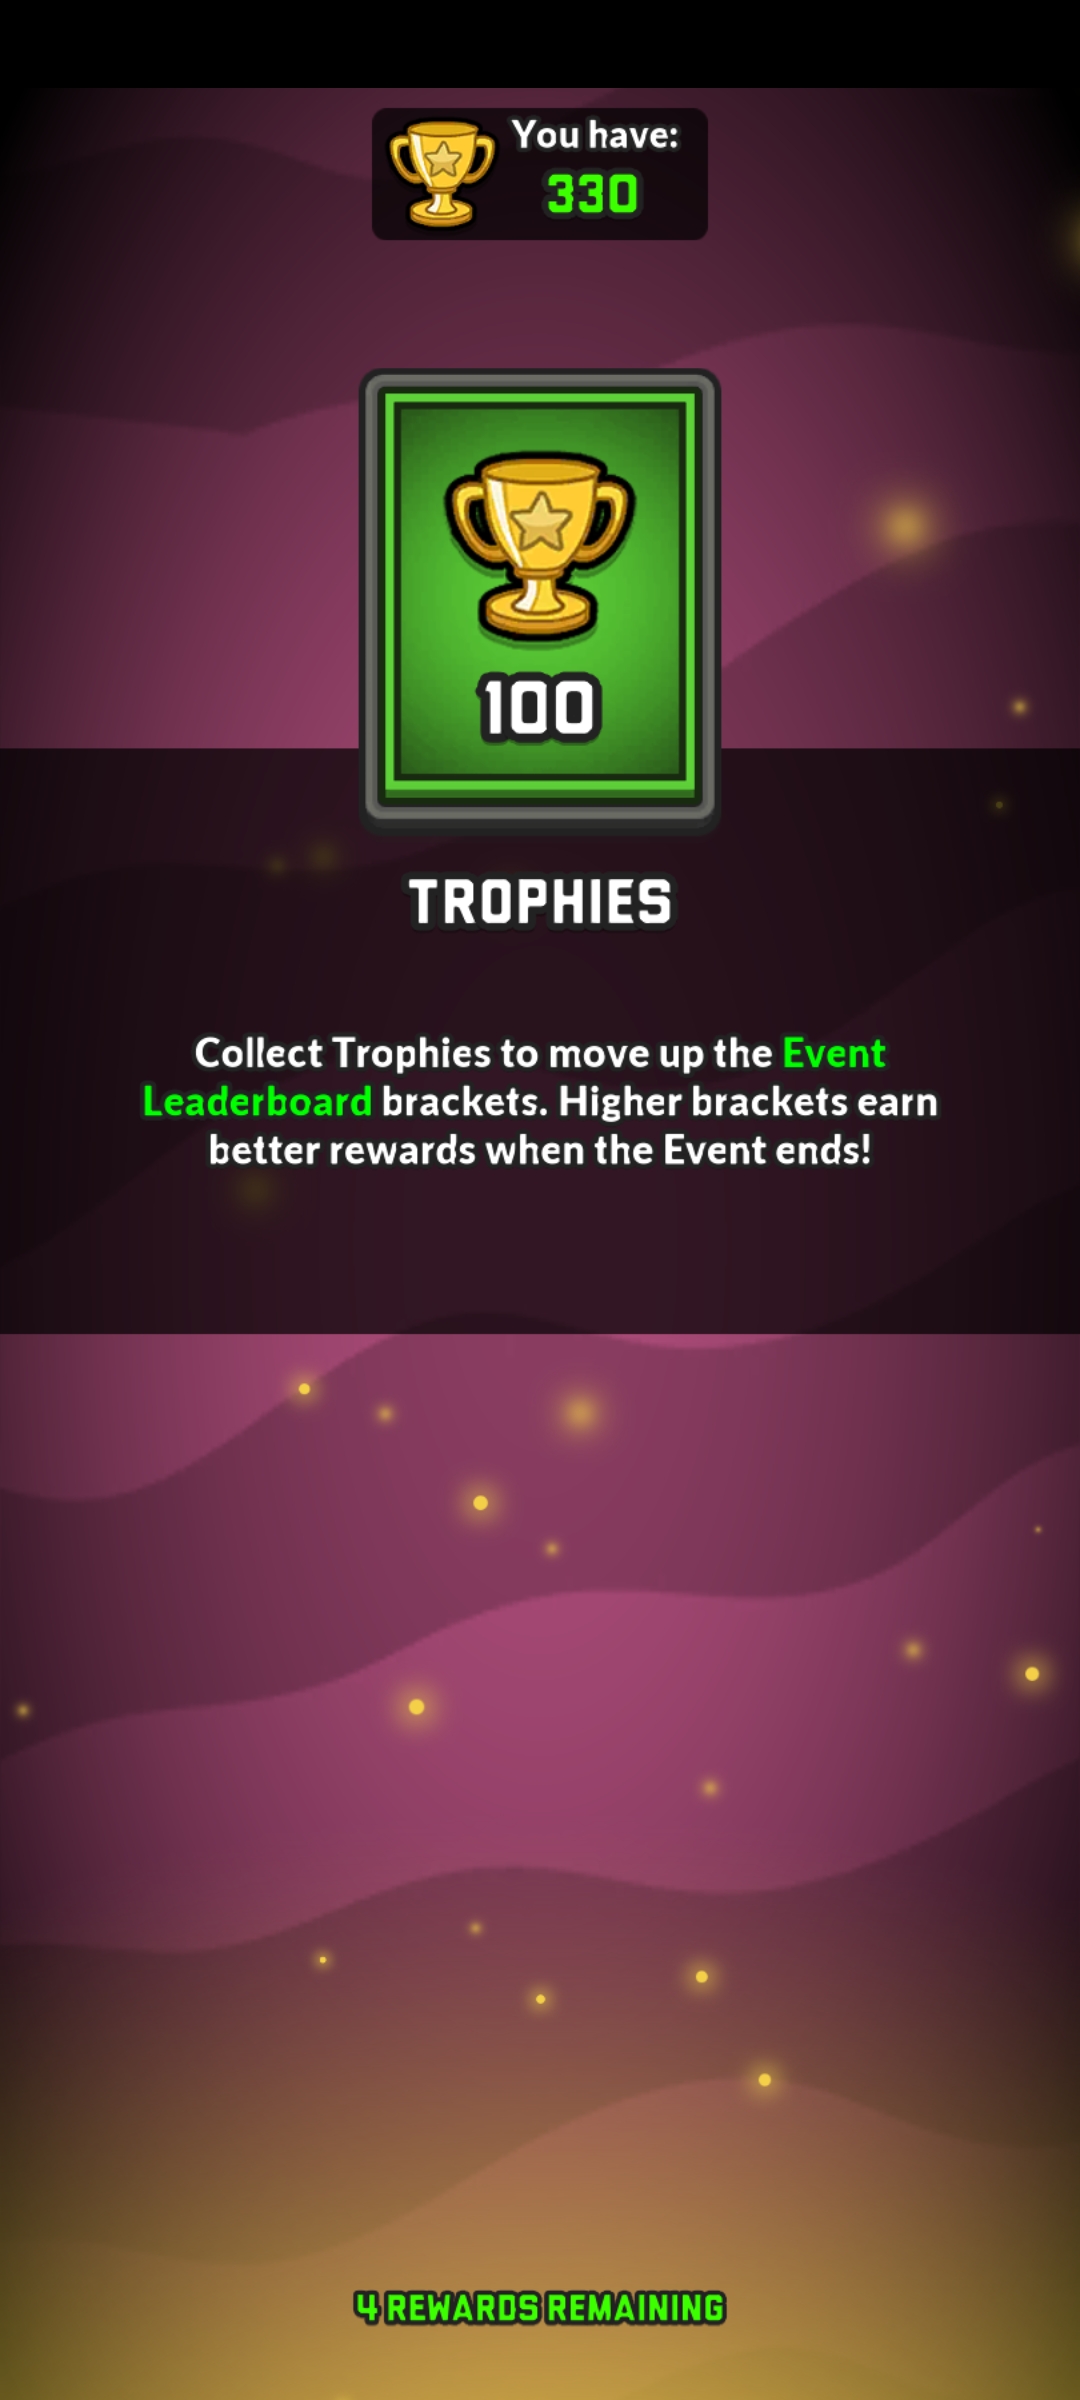 You have:
330
100
TROPHIES
Collect Trophies to move up the Event
Leaderboard brackets. Higher brackets earn
better rewards when the Event ends!
4 REWARDS REMAINING